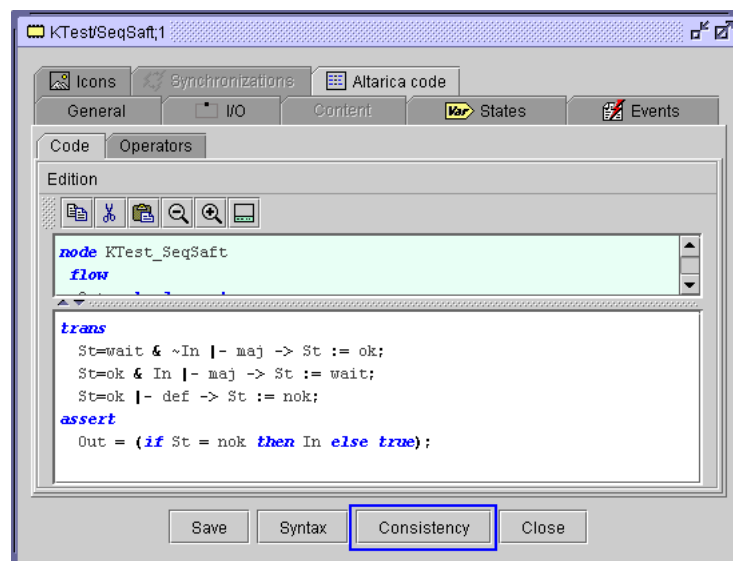 KTest/SeqSaft;1
Icons Synchronizations Altarica code
General I/O Content Var States Events
Code Operators
Edition
node KTest_SeqSaft
flow
trans
St=wait & ~In |- maj -> St := ok;
St=ok & In |- maj -> St := wait;
St=ok |- def -> St := nok;
assert
Out = (if St = nok then In else true);
Save Syntax Consistency Close